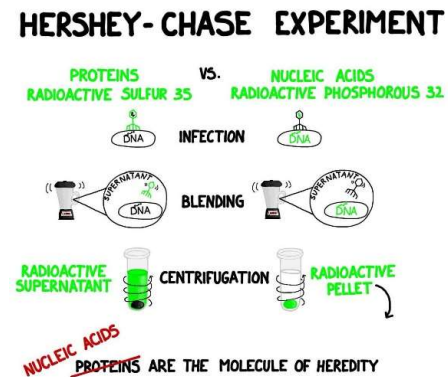 HERSHEY-CHASE EXPERIMENT
PROTEINS
RADIOACTIVE SULFUR 35
VS.
NUCLEIC ACIDS
RADIOACTIVE PHOSPHOROUS 32
DNA
INFECTION
DNA
SUPERNATANT
DNA
BLENDING
SUPERNATANT
DNA
RADIOACTIVE
SUPERNATANT
CENTRIFUGATION
RADIOACTIVE
PELLET
NUCLEIC ACIDS
PROTEINS ARE THE MOLECULE OF HEREDITY